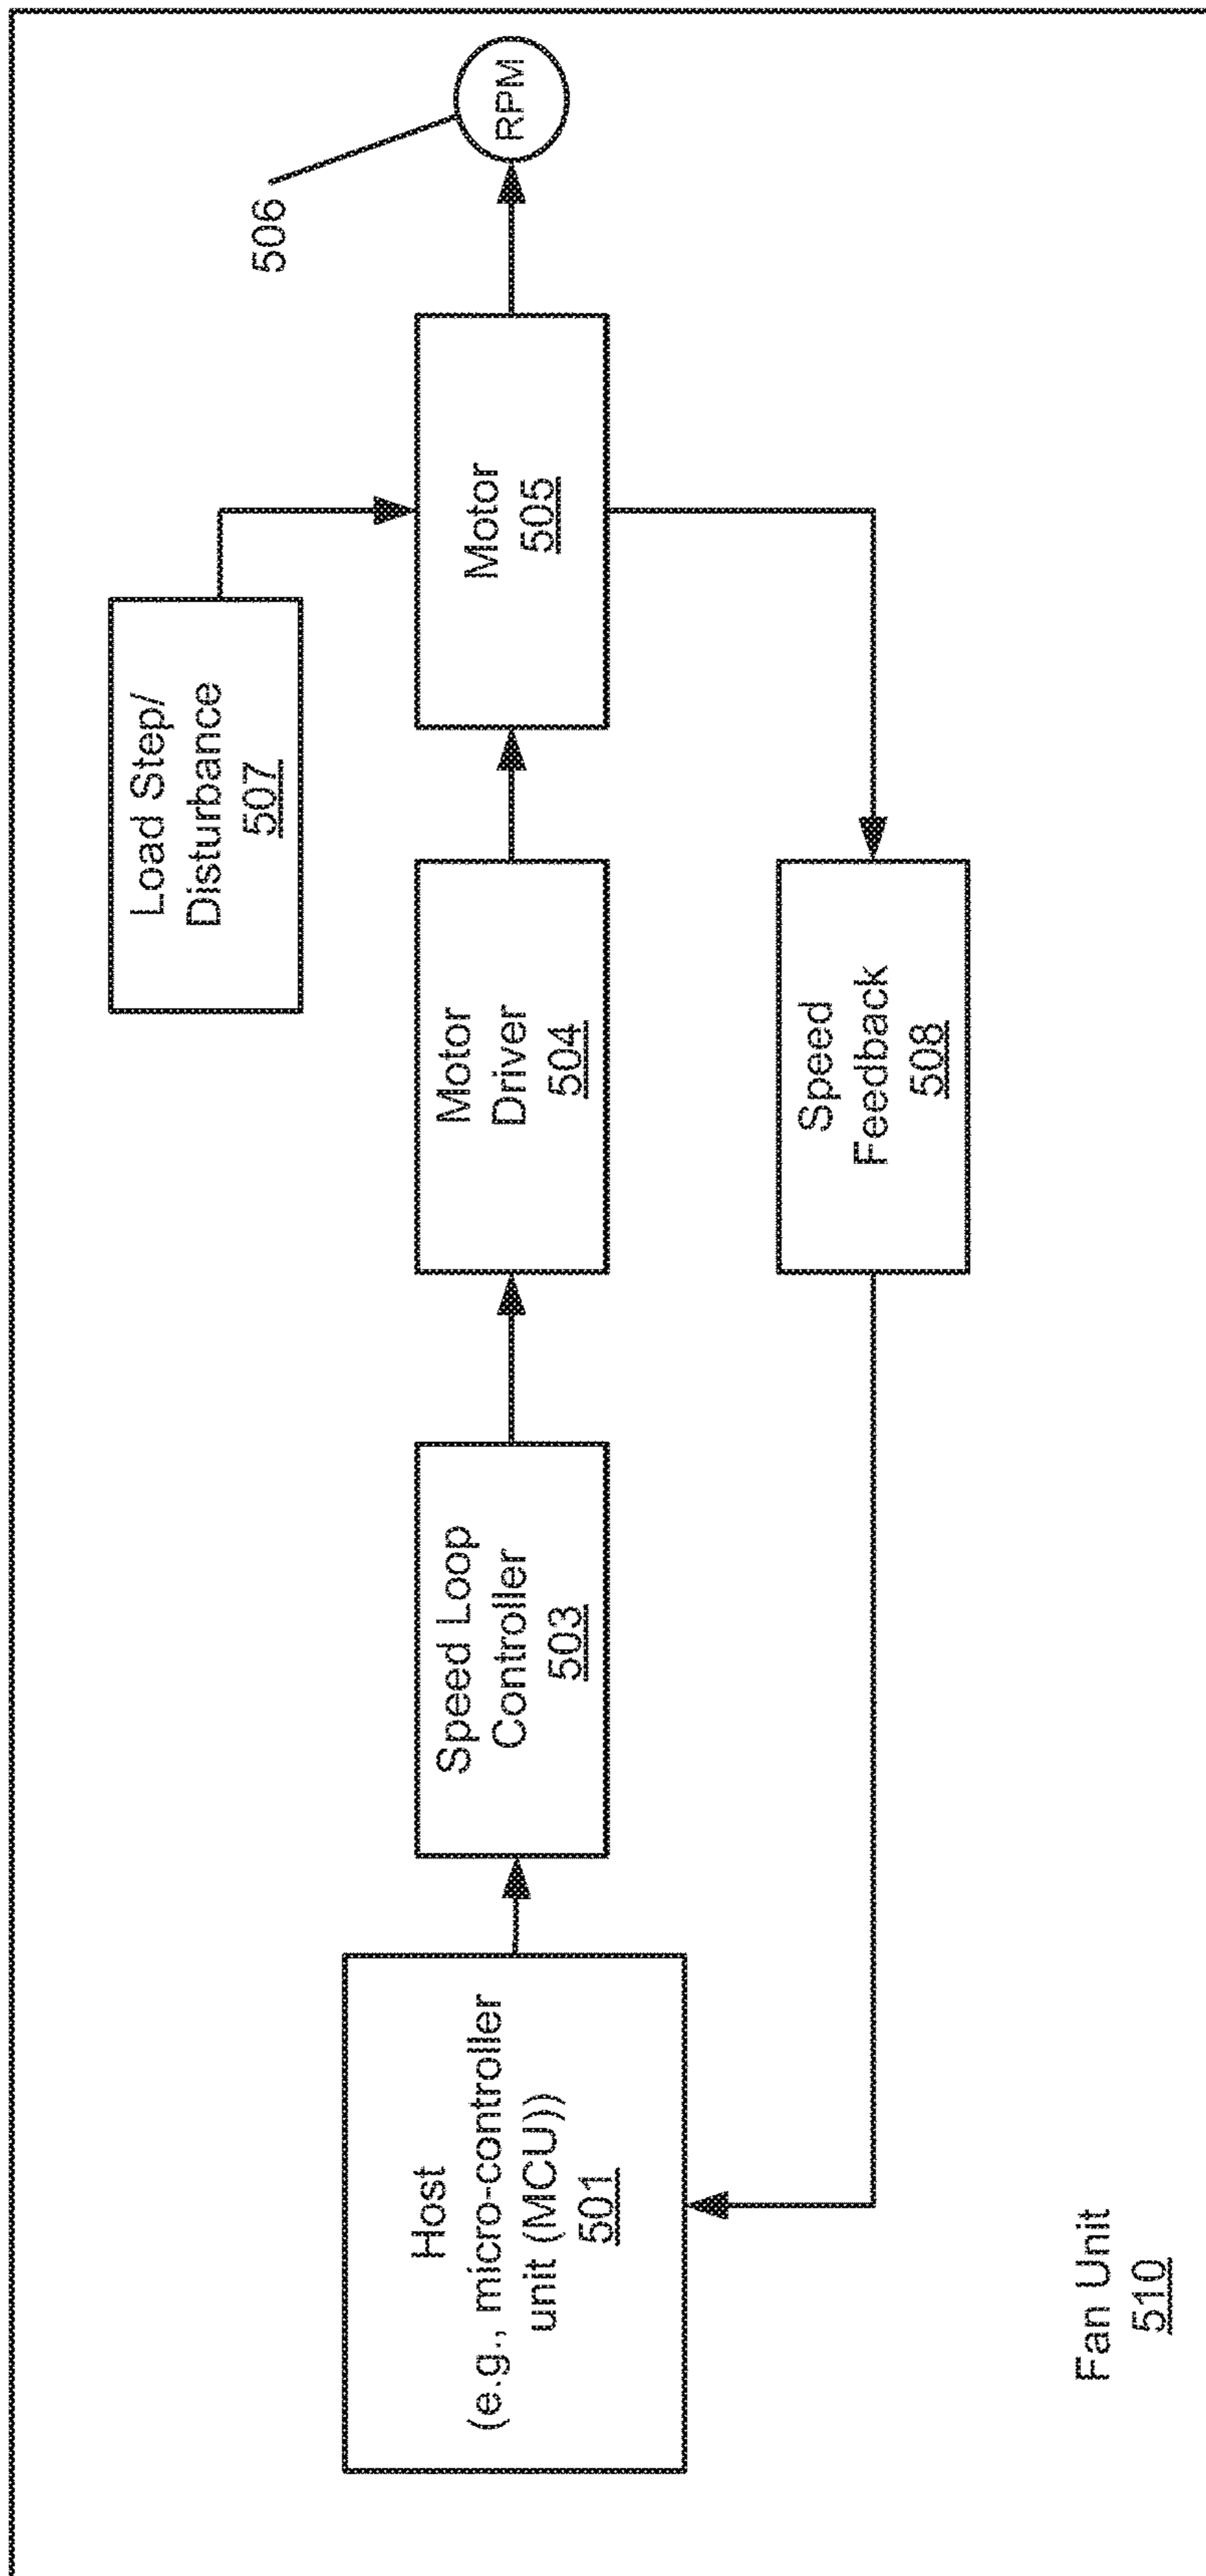 Host
(e.g., micro-controller
unit (MCU))
501
Speed Loop
Controller
503
Motor
Driver
504
Load Step/
Disturbance
507
Motor
505
506
RPM
Speed
Feedback
508
Fan Unit
510